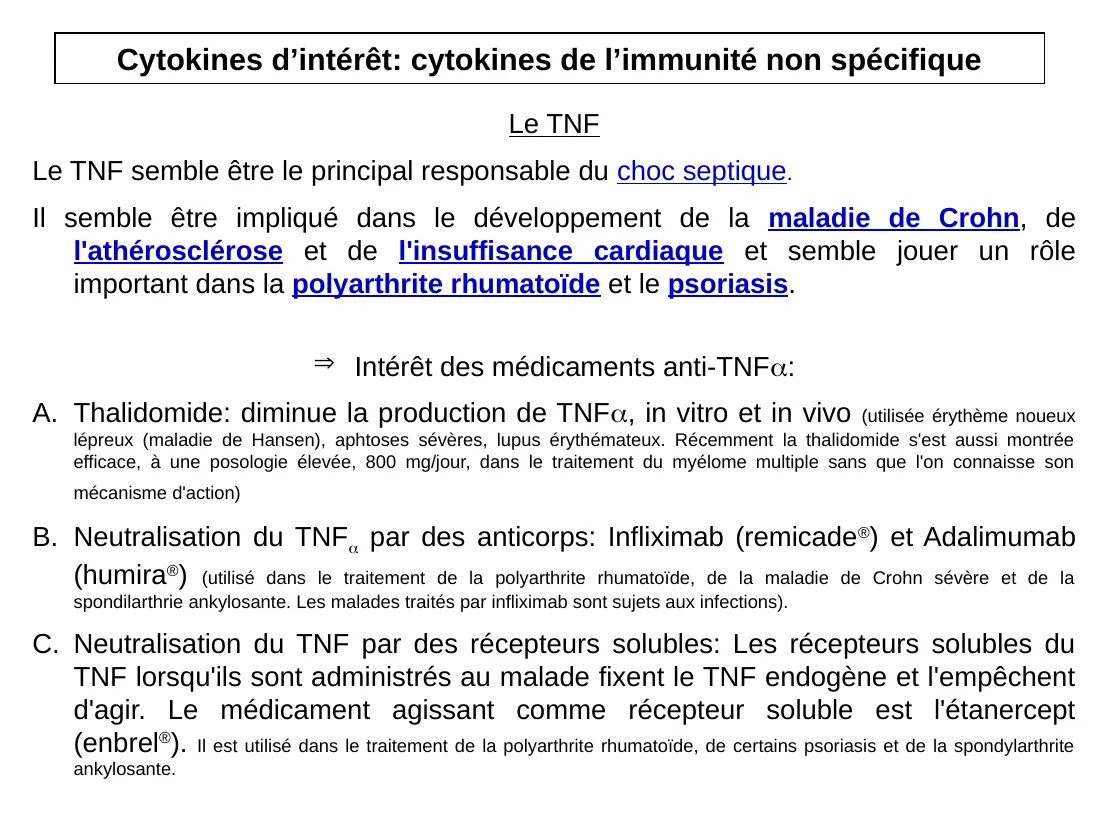 Cytokines d’intérêt: cytokines de l’immunité non spécifique
Le TNF
Le TNF semble être le principal responsable du choc septique.
Il semble être impliqué dans le développement de la maladie de Crohn, de
l'athérosclérose et de l'insuffisance cardiaque et semble jouer un rôle
important dans la polyarthrite rhumatoïde et le psoriasis.
⇒ Intérêt des médicaments anti-TNFα:
A. Thalidomide: diminue la production de TNFα, in vitro et in vivo (utilisée érythème noueux
lépreux (maladie de Hansen), aphtoses sévères, lupus érythémateux. Récemment la thalidomide s'est aussi montrée
efficace, à une posologie élevée, 800 mg/jour, dans le traitement du myélome multiple sans que l'on connaisse son
mécanisme d'action)
B. Neutralisation du TNFα par des anticorps: Infliximab (remicade®) et Adalimumab
(humira®) (utilisé dans le traitement de la polyarthrite rhumatoïde, de la maladie de Crohn sévère et de la
spondilarthrie ankylosante. Les malades traités par infliximab sont sujets aux infections).
C. Neutralisation du TNF par des récepteurs solubles: Les récepteurs solubles du
TNF lorsqu'ils sont administrés au malade fixent le TNF endogène et l'empêchent
d'agir. Le médicament agissant comme récepteur soluble est l'étanercept
(enbrel®). Il est utilisé dans le traitement de la polyarthrite rhumatoïde, de certains psoriasis et de la spondylarthrite
ankylosante.